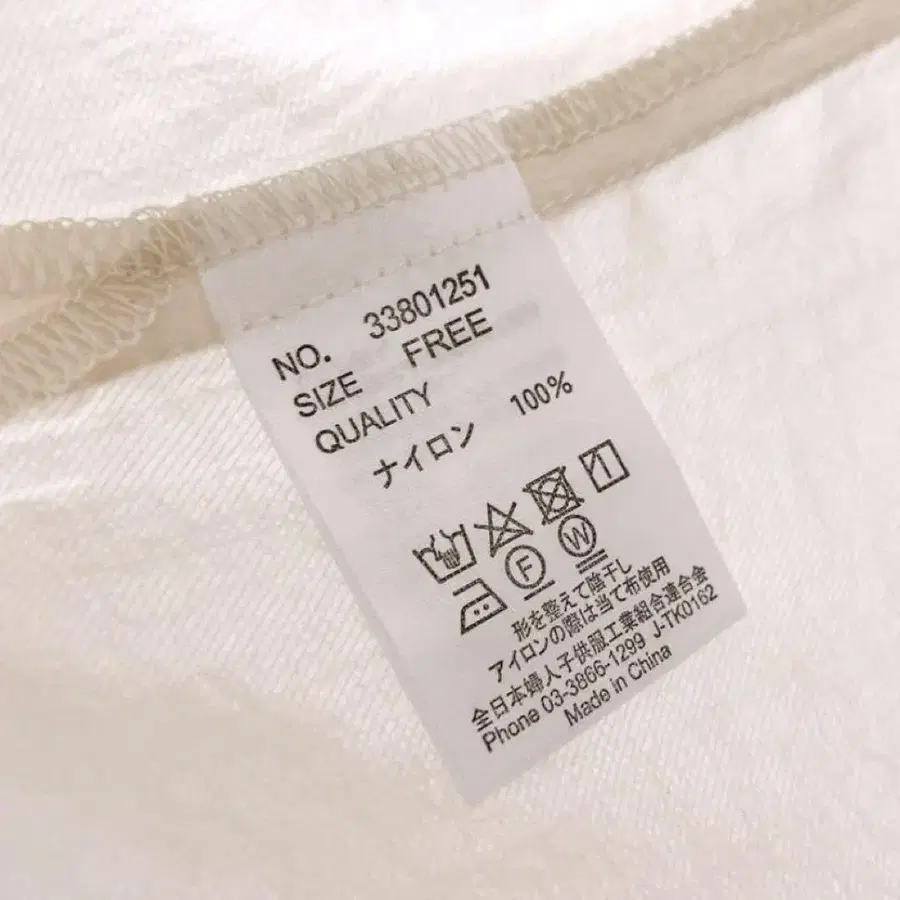 NO. 33801251
SIZE FREE
QUALITY
ナイロン 100%
F W
形を整えて陰干し
アイロンの際は当て布使用
全日本婦人子供服工業組合連合会
Phone 03-3866-1299 J-TK0162
Made in China